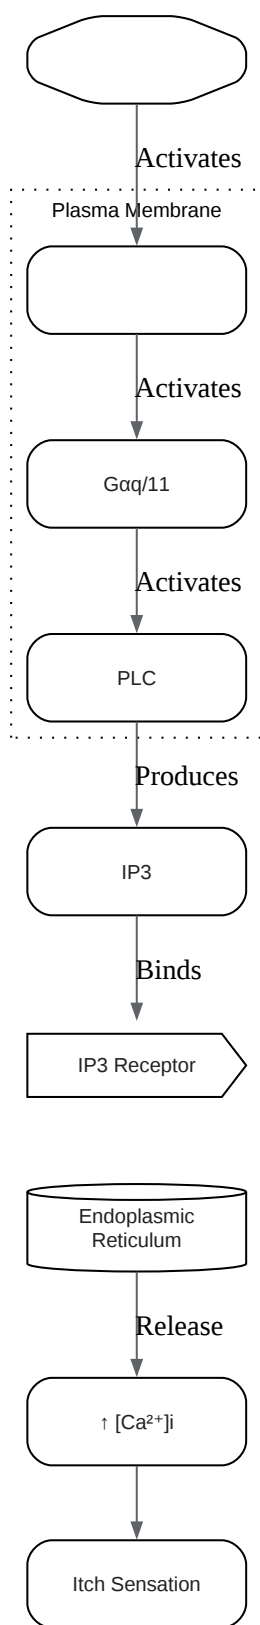 Activates
Plasma Membrane
Activates
Gαq/11
Activates
PLC
Produces
IP3
Binds
IP3 Receptor
Endoplasmic
Reticulum
Release
↑ [Ca²⁺]i
Itch Sensation